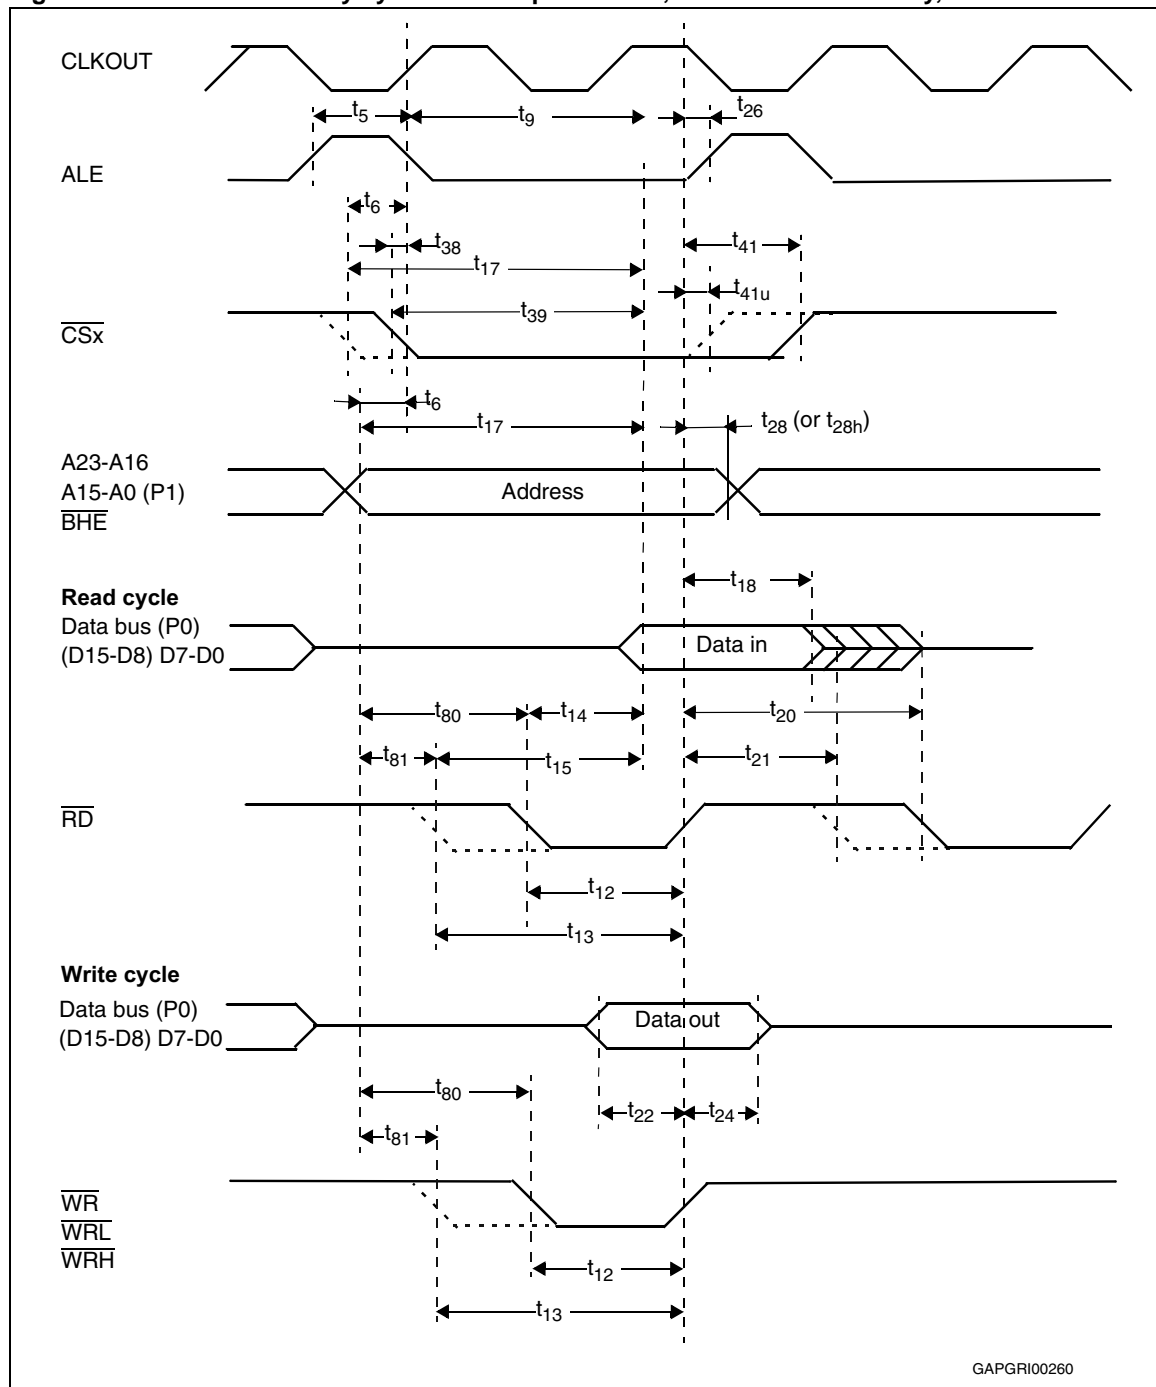 CLKOUT
t5
t9
t26
ALE
t6
t38
t41
t17
t41u
t39
CSx
t6
t17
t28 (or t28h)
A23-A16
A15-A0 (P1)
Address
BHE
t18
Read cycle
Data bus (P0)
(D15-D8) D7-D0
Data in
t80
t14
t20
t81
t15
t21
RD
t12
t13
Write cycle
Data bus (P0)
(D15-D8) D7-D0
Data out
t80
t22
t24
t81
WR
WRL
WRH
t12
t13
GAPGRI00260